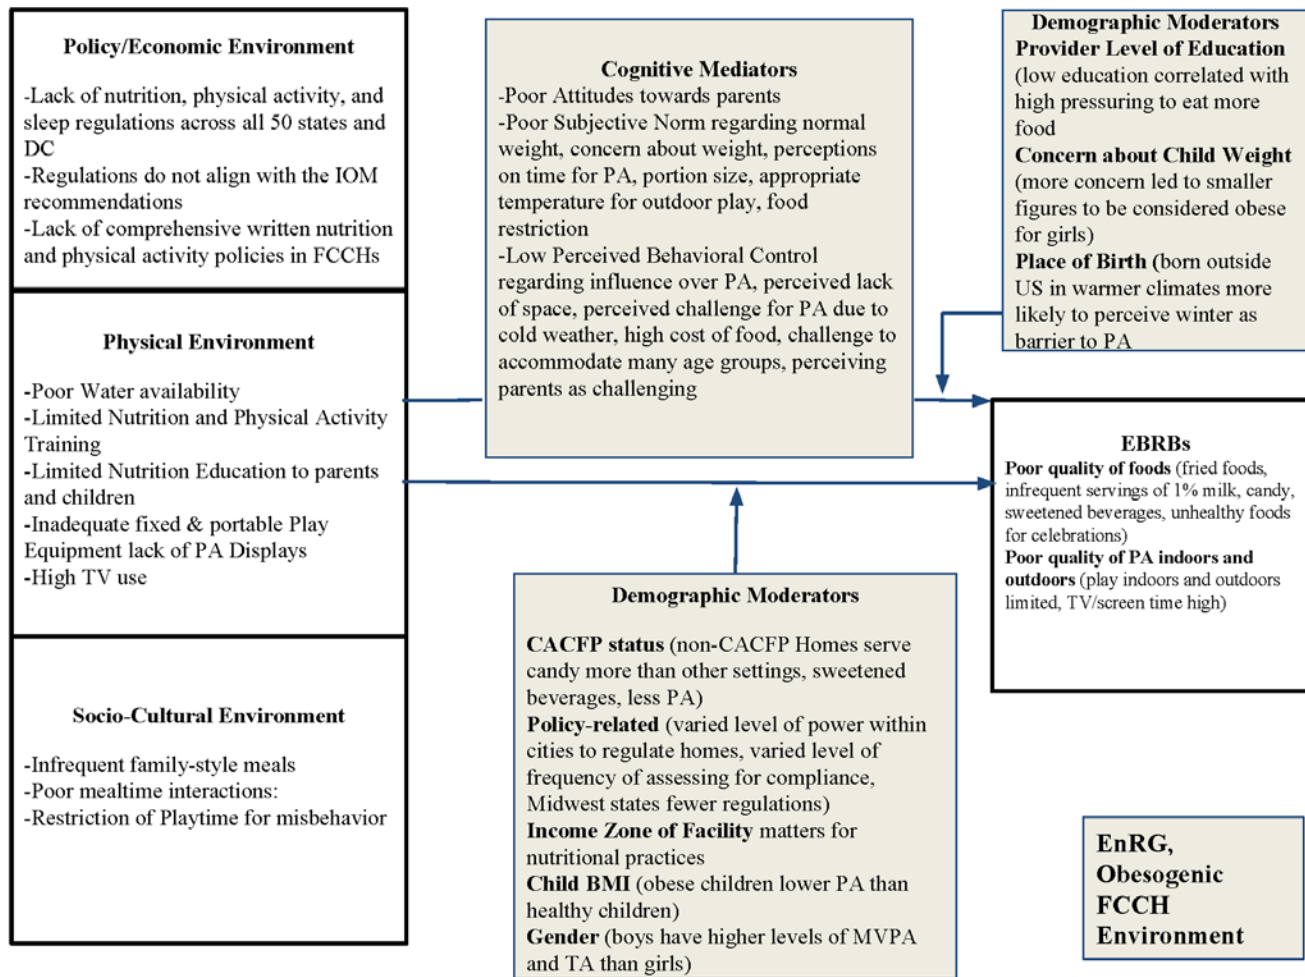 Policy/Economic Environment
-Lack of nutrition, physical activity, and
sleep regulations across all 50 states and
DC
-Regulations do not align with the IOM
recommendations
-Lack of comprehensive written nutrition
and physical activity policies in FCCHs
Physical Environment
-Poor Water availability
-Limited Nutrition and Physical Activity
Training
-Limited Nutrition Education to parents
and children
-Inadequate fixed & portable Play
Equipment lack of PA Displays
-High TV use
Socio-Cultural Environment
-Infrequent family-style meals
-Poor mealtime interactions:
-Restriction of Playtime for misbehavior
Cognitive Mediators
-Poor Attitudes towards parents
-Poor Subjective Norm regarding normal
weight, concern about weight, perceptions
on time for PA, portion size, appropriate
temperature for outdoor play, food
restriction
-Low Perceived Behavioral Control
regarding influence over PA, perceived lack
of space, perceived challenge for PA due to
cold weather, high cost of food, challenge to
accommodate many age groups, perceiving
parents as challenging
Demographic Moderators
CACFP status (non-CACFP Homes serve
candy more than other settings, sweetened
beverages, less PA)
Policy-related (varied level of power within
cities to regulate homes, varied level of
frequency of assessing for compliance,
Midwest states fewer regulations)
Income Zone of Facility matters for
nutritional practices
Child BMI (obese children lower PA than
healthy children)
Gender (boys have higher levels of MVPA
and TA than girls)
Demographic Moderators
Provider Level of Education
(low education correlated with
high pressuring to eat more
food
Concern about Child Weight
(more concern led to smaller
figures to be considered obese
for girls)
Place of Birth (born outside
US in warmer climates more
likely to perceive winter as
barrier to PA
EBRBs
Poor quality of foods (fried foods,
infrequent servings of 1% milk, candy,
sweetened beverages, unhealthy foods
for celebrations)
Poor quality of PA indoors and
outdoors (play indoors and outdoors
limited, TV/screen time high)
EnRG,
Obesogenic
FCCH
Environment